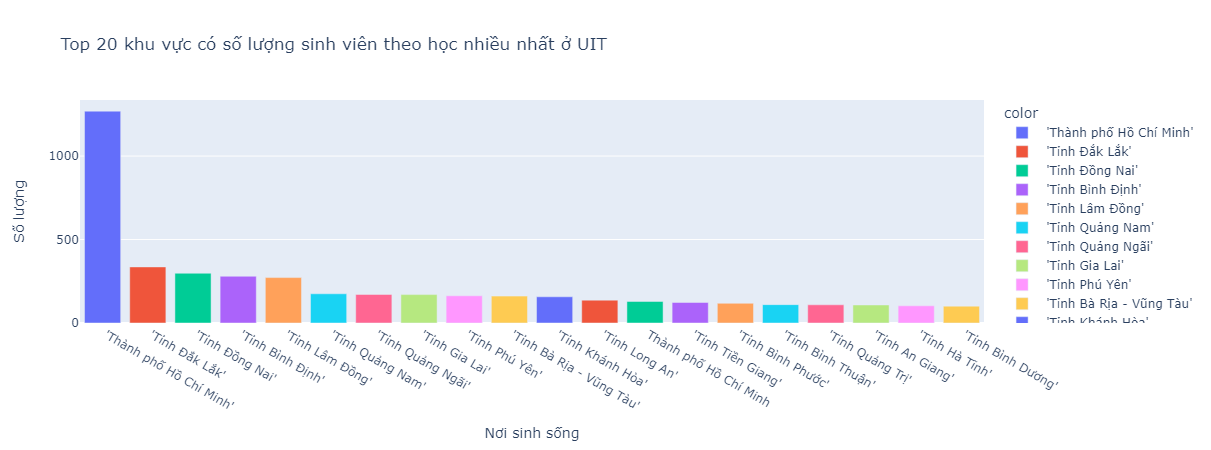 Top 20 khu vực có số lượng sinh viên theo học nhiều nhất ở UIT
Số lượng
1000
500
0
'Thành phố Hồ Chí Minh'
'Tỉnh Đắk Lắk'
'Tỉnh Đồng Nai'
'Tỉnh Bình Định'
'Tỉnh Lâm Đồng'
'Tỉnh Quảng Nam'
'Tỉnh Quảng Ngãi'
'Tỉnh Gia Lai'
'Tỉnh Phú Yên'
'Tỉnh Bà Rịa - Vũng Tàu'
'Tỉnh Khánh Hòa'
'Tỉnh Long An'
Thành phố Hồ Chí Minh
'Tỉnh Tiền Giang'
'Tỉnh Bình Phước'
'Tỉnh Bình Thuận'
'Tỉnh Quảng Trị'
'Tỉnh An Giang'
'Tỉnh Hà Tĩnh'
'Tỉnh Bình Dương'
Nơi sinh sống
color
'Thành phố Hồ Chí Minh'
'Tỉnh Đắk Lắk'
'Tỉnh Đồng Nai'
'Tỉnh Bình Định'
'Tỉnh Lâm Đồng'
'Tỉnh Quảng Nam'
'Tỉnh Quảng Ngãi'
'Tỉnh Gia Lai'
'Tỉnh Phú Yên'
'Tỉnh Bà Rịa - Vũng Tàu'
'Tỉnh Khánh Hòa'